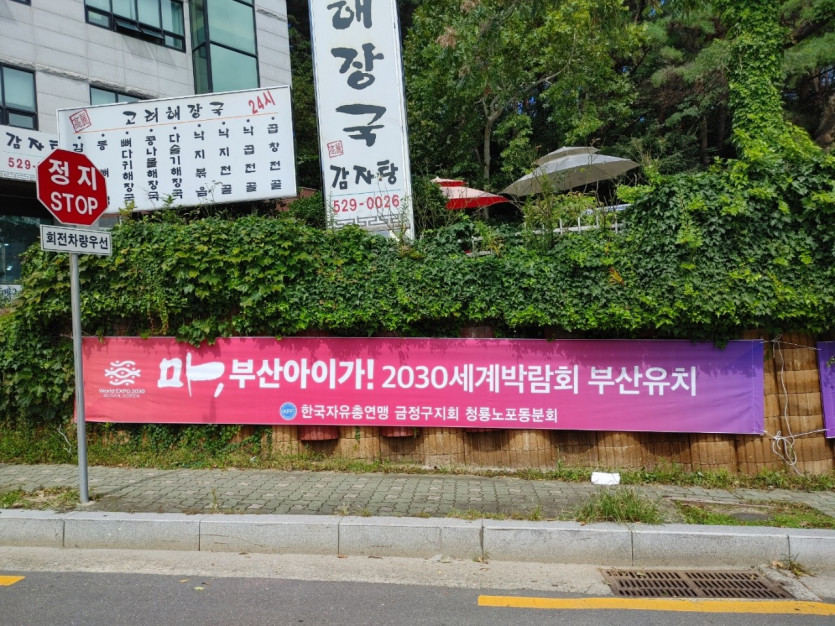 해장국
감자탕
529-0026
고려해장국
24시
뼈다귀해장국
콩나물해장국
다슬기해장국
낙지볶음
낙지전골
곱창전골
감자탕
529-
정지
STOP
회전차량우선
World EXPO 2030
BUSAN, KOREA
마, 부산아이가! 2030세계박람회 부산유치
한국자유총연맹 금정구지회 청룡노포동분회